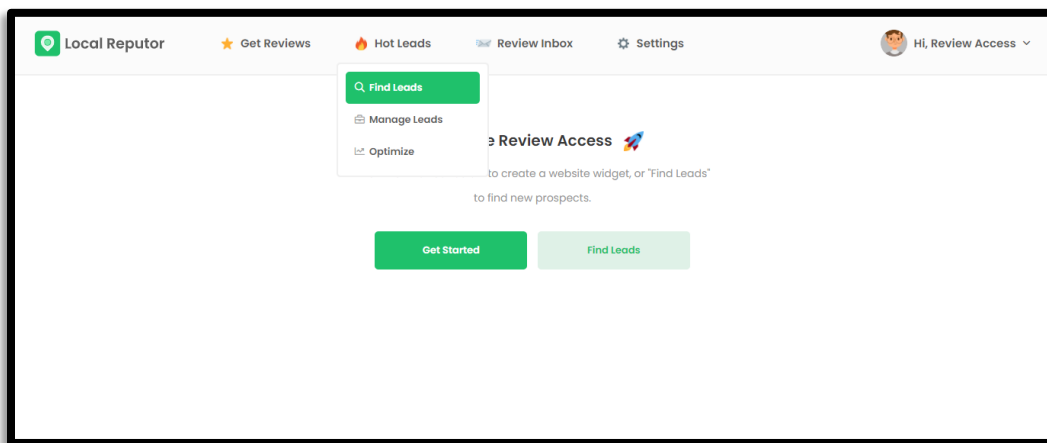 Local Reputor
Get Reviews
Hot Leads
Review Inbox
Settings
Hi, Review Access
Find Leads
Manage Leads
Optimize
e Review Access
to create a website widget, or "Find Leads"
to find new prospects.
Get Started
Find Leads